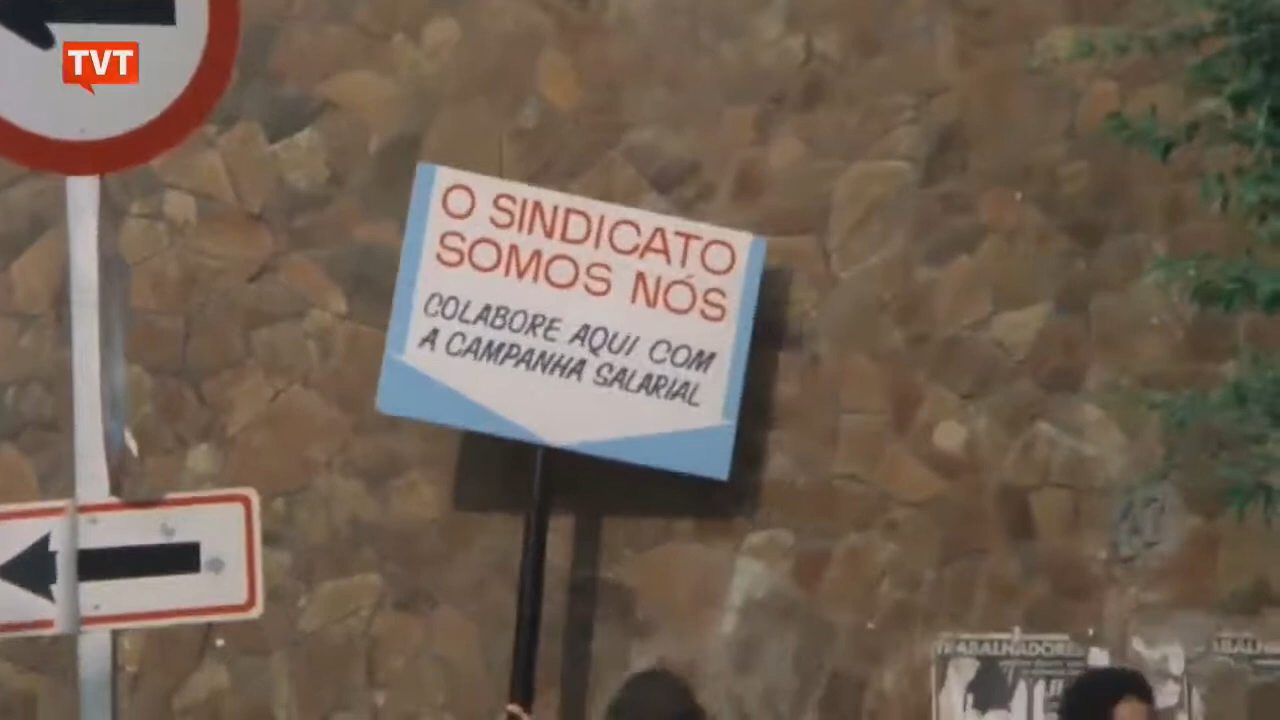 TVT
O SINDICATO
SOMOS NÓS
COLABORE AQUI COM
A CAMPANHA SALARIAL
TRABALHADORES